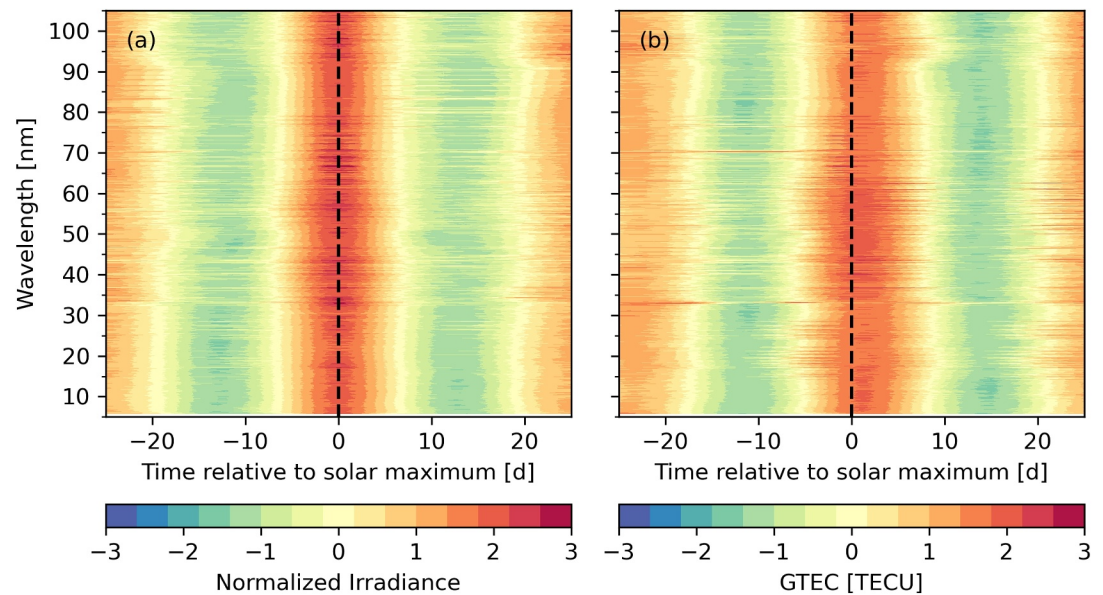 (a)
(b)
100
90
80
70
60
50
40
30
20
10
Wavelength [nm]
−20 −10 0 10 20
−20 −10 0 10 20
Time relative to solar maximum [d]
Time relative to solar maximum [d]
−3 −2 −1 0 1 2 3
−3 −2 −1 0 1 2 3
Normalized Irradiance
GTEC [TECU]